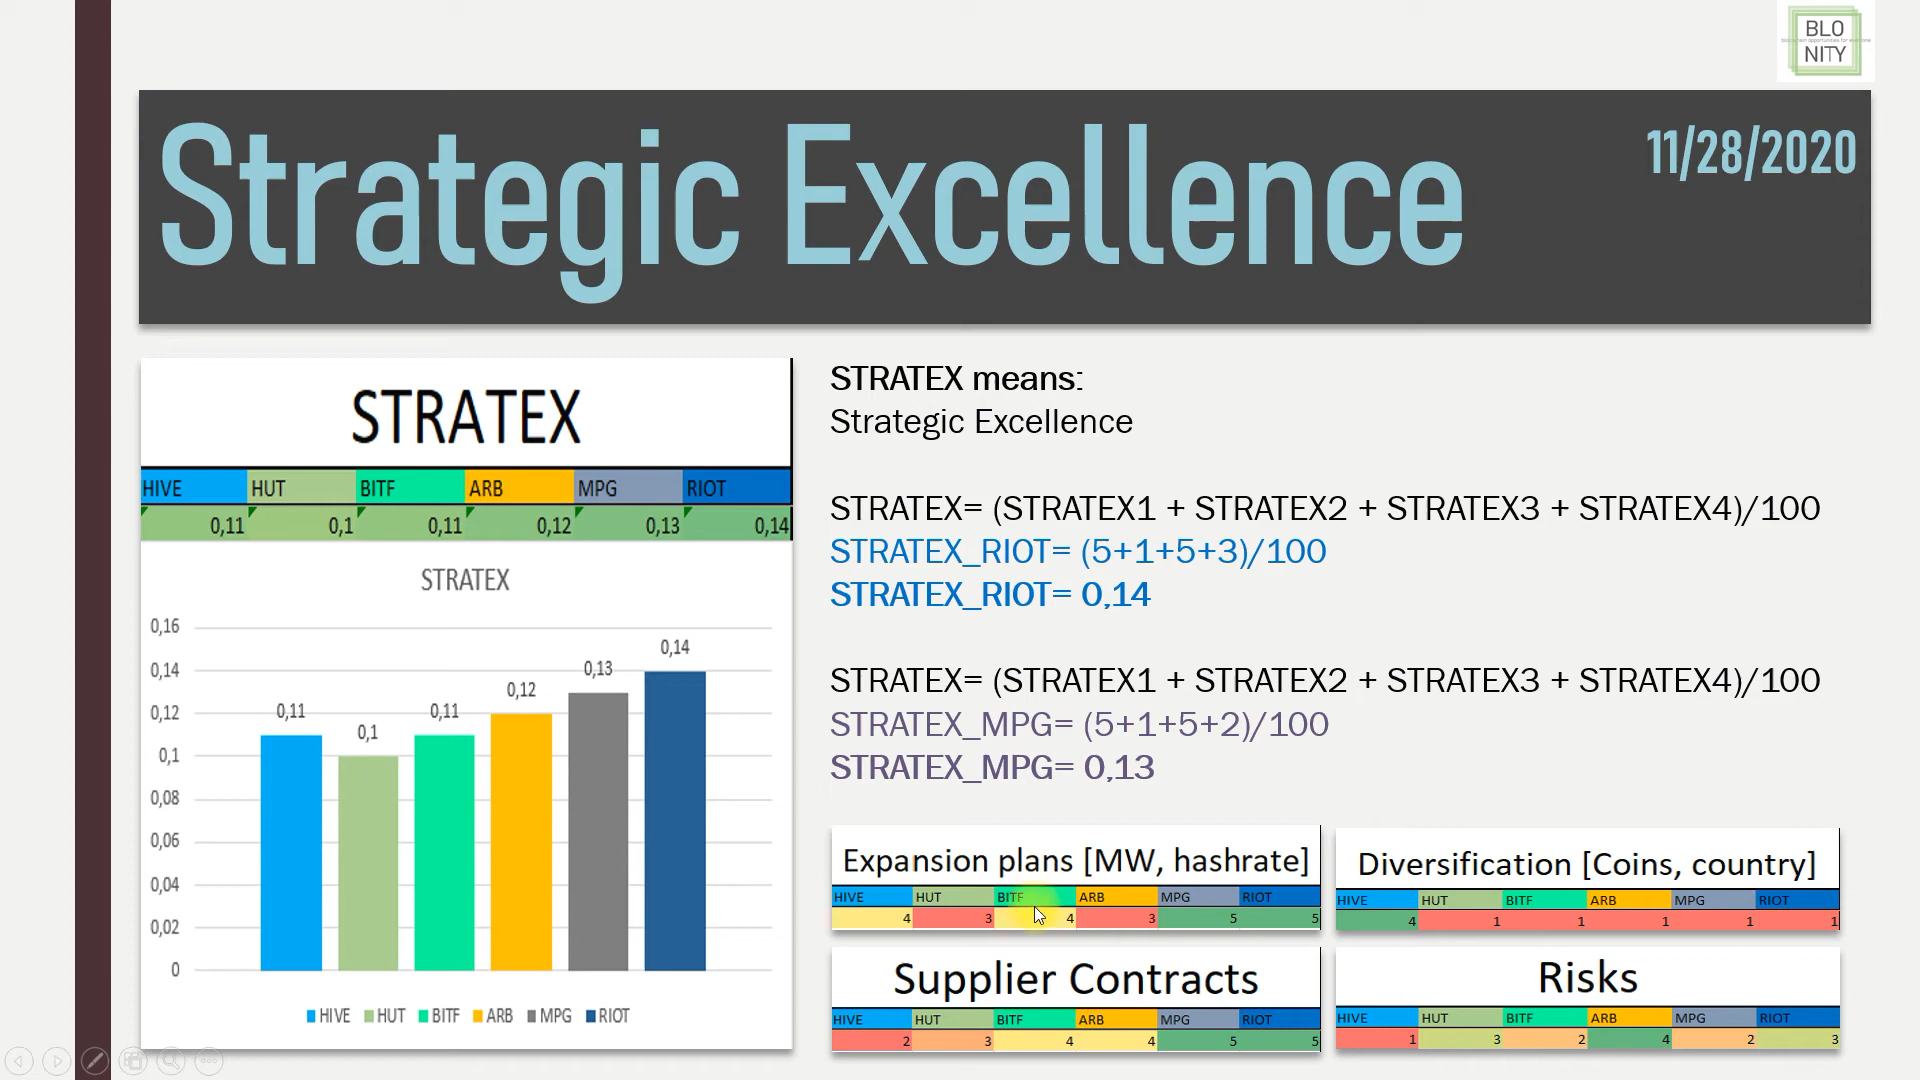 BLO
NITY
Strategic Excellence
11/28/2020
STRATEX
HIVE HUT BITF ARB MPG RIOT
0,11 0,1 0,11 0,12 0,13 0,14
STRATEX
0,16
0,14
0,12
0,1
0,08
0,06
0,04
0,02
0
0,11
0,1
0,11
0,12
0,13
0,14
HIVE HUT BITF ARB MPG RIOT
STRATEX means:
Strategic Excellence
STRATEX= (STRATEX1 + STRATEX2 + STRATEX3 + STRATEX4)/100
STRATEX_RIOT= (5+1+5+3)/100
STRATEX_RIOT= 0,14
STRATEX= (STRATEX1 + STRATEX2 + STRATEX3 + STRATEX4)/100
STRATEX_MPG= (5+1+5+2)/100
STRATEX_MPG= 0,13
Expansion plans [MW, hashrate]
HIVE HUT BITF ARB MPG RIOT
4 3 4 3 5 5
Diversification [Coins, country]
HIVE HUT BITF ARB MPG RIOT
4 1 1 1 1 1
Supplier Contracts
HIVE HUT BITF ARB MPG RIOT
2 3 4 4 5 5
Risks
HIVE HUT BITF ARB MPG RIOT
1 3 2 4 2 3